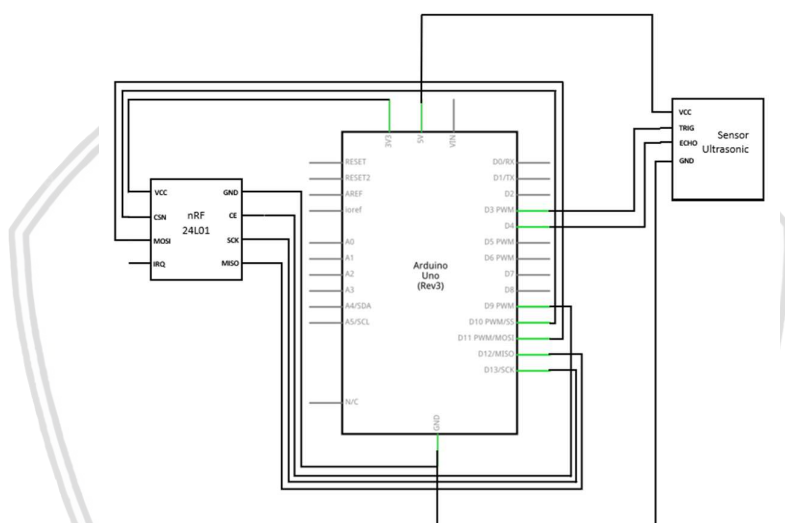 3V3
5V
VIN
RESET
RESET2
AREF
ioref
A0
A1
A2
A3
A4/SDA
A5/SCL
N/C
D0/RX
D1/TX
D2
D3 PWM
D4
D5 PWM
D6 PWM
D7
D8
D9 PWM
D10 PWM/SS
D11 PWM/MOSI
D12/MISO
D13/SCK
GND
Arduino
Uno
(Rev3)
VCC
CSN
MOSI
IRQ
nRF
24L01
GND
CE
SCK
MISO
VCC
TRIG
ECHO
GND
Sensor
Ultrasonic